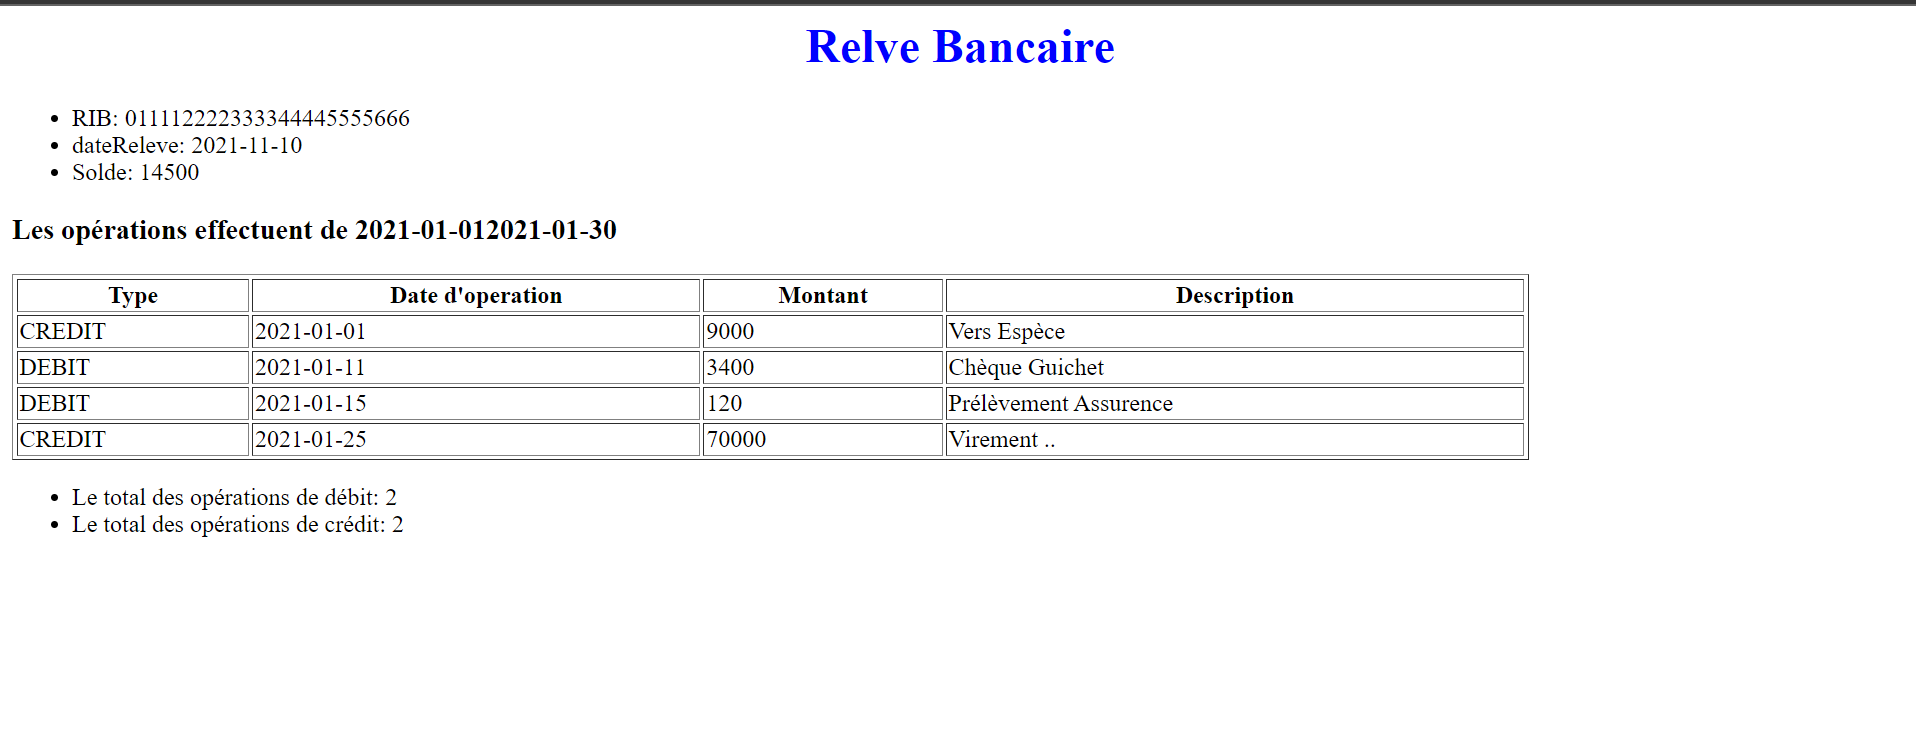 Relve Bancaire
RIB: 011112222333344445555666
dateReleve: 2021-11-10
Solde: 14500
Les opérations effectuent de 2021-01-012021-01-30
Type Date d'operation Montant Description
CREDIT 2021-01-01 9000 Vers Espèce
DEBIT 2021-01-11 3400 Chèque Guichet
DEBIT 2021-01-15 120 Prélèvement Assurence
CREDIT 2021-01-25 70000 Virement ..
Le total des opérations de débit: 2
Le total des opérations de crédit: 2